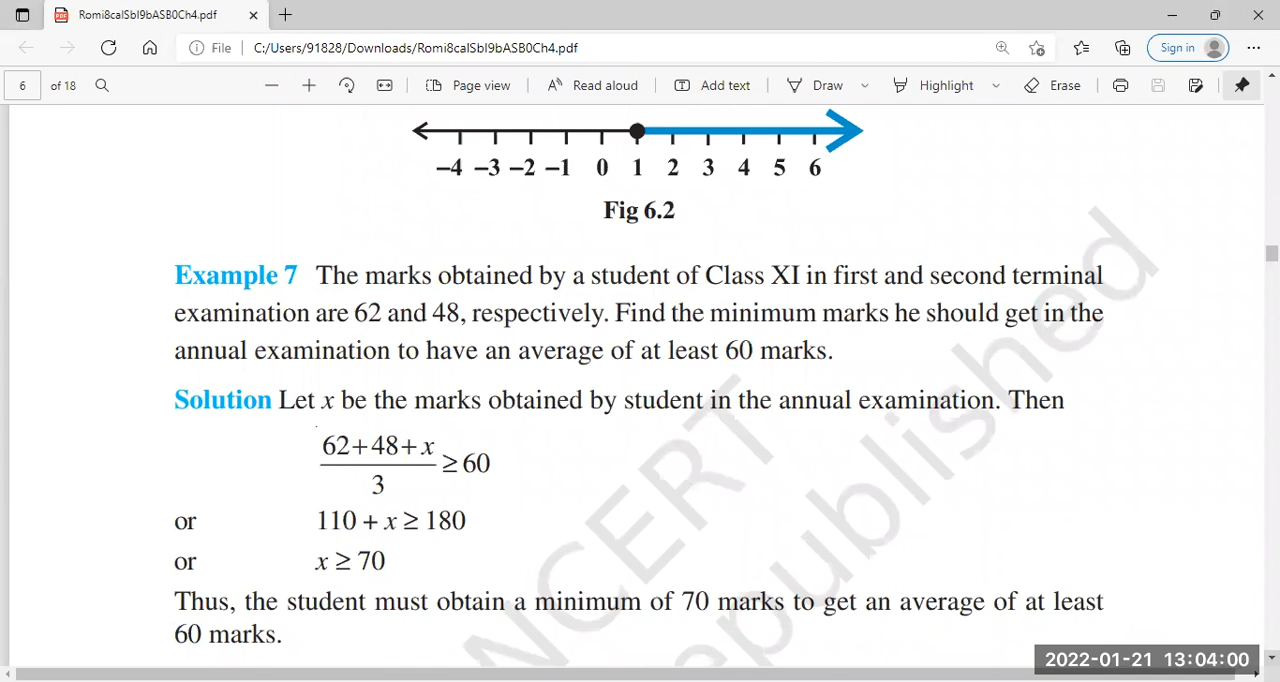 Romi8calSbI9bASB0Ch4.pdf
File C:/Users/91828/Downloads/Romi8calSbI9bASB0Ch4.pdf Sign in
6 of 18 Page view Read aloud Add text Draw Highlight Erase
–4 –3 –2 –1 0 1 2 3 4 5 6
Fig 6.2
Example 7 The marks obtained by a student of Class XI in first and second terminal
examination are 62 and 48, respectively. Find the minimum marks he should get in the
annual examination to have an average of at least 60 marks.
Solution Let x be the marks obtained by student in the annual examination. Then
62+48+x
≥ 60
3
or 110 + x ≥ 180
or x ≥ 70
Thus, the student must obtain a minimum of 70 marks to get an average of at least
60 marks.
NCERT
republished
2022-01-21 13:04:00